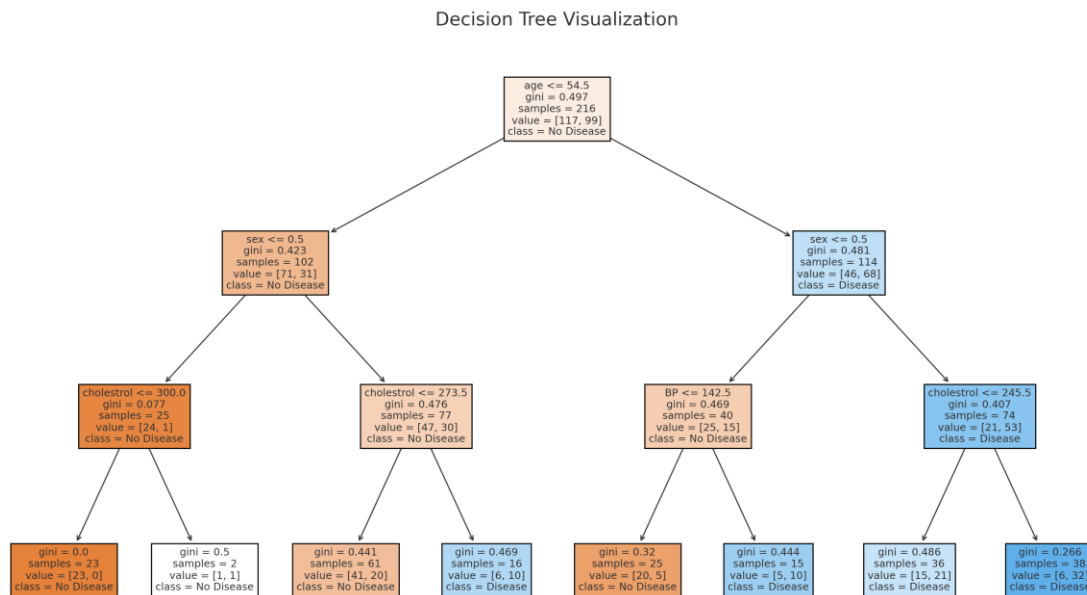 Decision Tree Visualization
age <= 54.5
gini = 0.497
samples = 216
value = [117, 99]
class = No Disease
sex <= 0.5
gini = 0.423
samples = 102
value = [71, 31]
class = No Disease
sex <= 0.5
gini = 0.481
samples = 114
value = [46, 68]
class = Disease
cholestrol <= 300.0
gini = 0.077
samples = 25
value = [24, 1]
class = No Disease
cholestrol <= 273.5
gini = 0.476
samples = 77
value = [47, 30]
class = No Disease
BP <= 142.5
gini = 0.469
samples = 40
value = [25, 15]
class = No Disease
cholestrol <= 245.5
gini = 0.407
samples = 74
value = [21, 53]
class = Disease
gini = 0.0
samples = 23
value = [23, 0]
class = No Disease
gini = 0.5
samples = 2
value = [1, 1]
class = No Disease
gini = 0.441
samples = 61
value = [41, 20]
class = No Disease
gini = 0.469
samples = 16
value = [6, 10]
class = Disease
gini = 0.32
samples = 25
value = [20, 5]
class = No Disease
gini = 0.444
samples = 15
value = [5, 10]
class = Disease
gini = 0.486
samples = 36
value = [15, 21]
class = Disease
gini = 0.266
samples = 38
value = [6, 32]
class = Disease